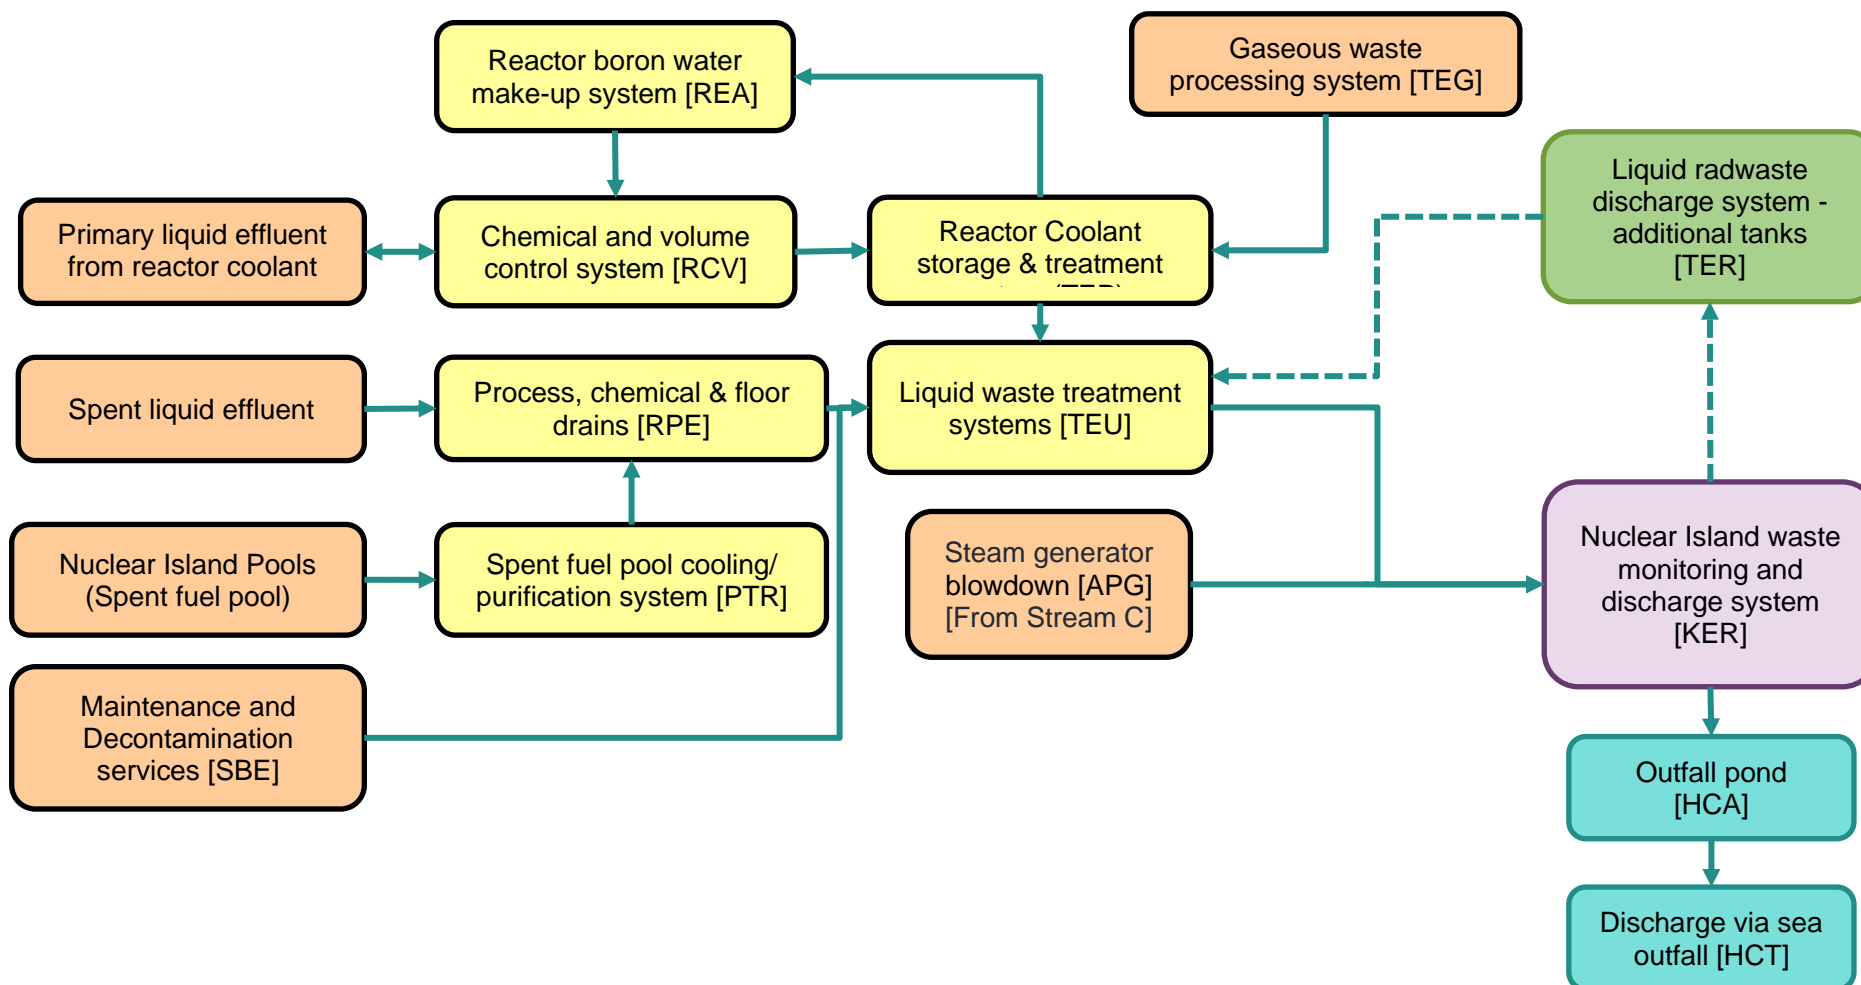 Reactor boron water
make-up system [REA]
Gaseous waste
processing system [TEG]
Liquid radwaste
discharge system -
additional tanks
[TER]
Primary liquid effluent
from reactor coolant
Chemical and volume
control system [RCV]
Reactor Coolant
storage & treatment
Spent liquid effluent
Process, chemical & floor
drains [RPE]
Liquid waste treatment
systems [TEU]
Nuclear Island Pools
(Spent fuel pool)
Spent fuel pool cooling/
purification system [PTR]
Steam generator
blowdown [APG]
[From Stream C]
Nuclear Island waste
monitoring and
discharge system
[KER]
Maintenance and
Decontamination
services [SBE]
Outfall pond
[HCA]
Discharge via sea
outfall [HCT]